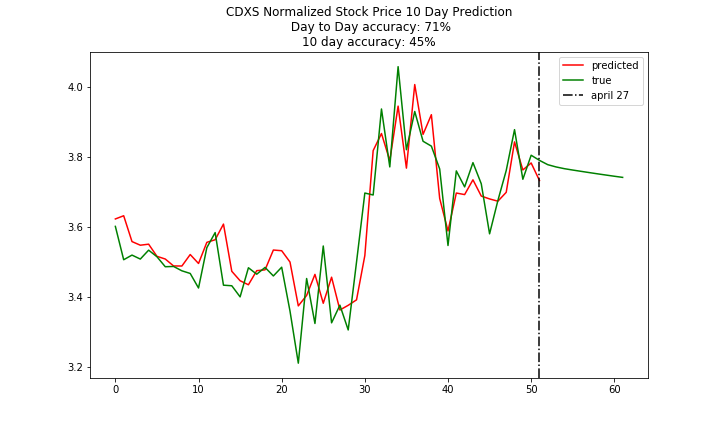 CDXS Normalized Stock Price 10 Day Prediction
Day to Day accuracy: 71%
10 day accuracy: 45%
predicted
true
april 27
4.0
3.8
3.6
3.4
3.2
0
10
20
30
40
50
60